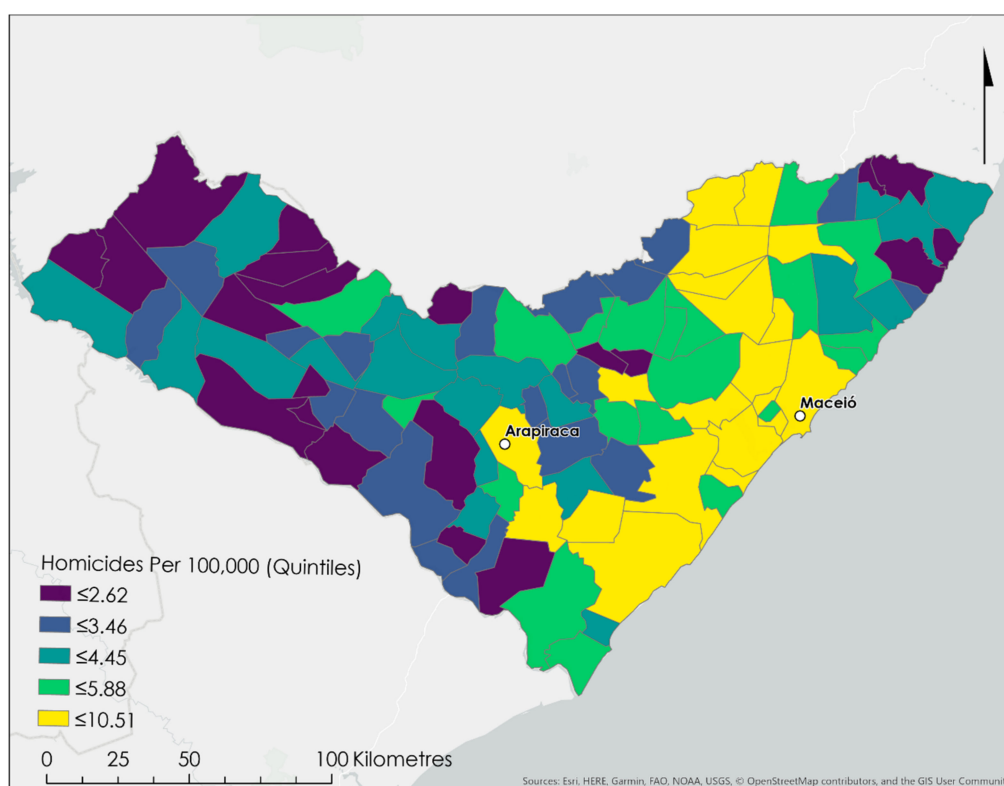 Maceió
Arapiraca
Homicides Per 100,000 (Quintiles)
≤2.62
≤3.46
≤4.45
≤5.88
≤10.51
0 25 50 100 Kilometres
Sources: Esri, HERE, Garmin, FAO, NOAA, USGS, © OpenStreetMap contributors, and the GIS User Communit